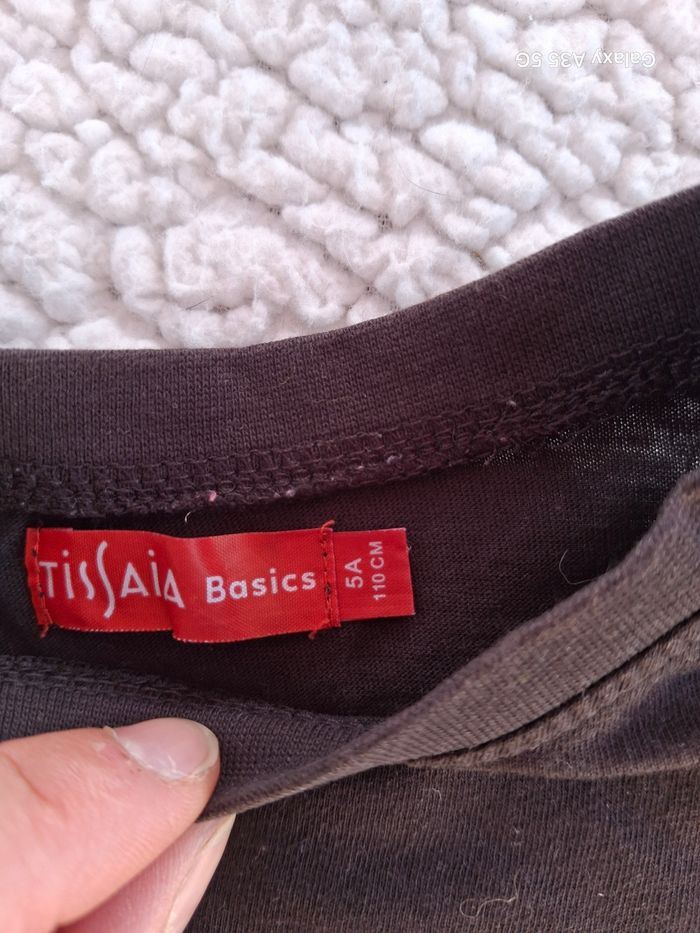 Galaxy A35 5G
TiSSAiA Basics
5A
110 CM